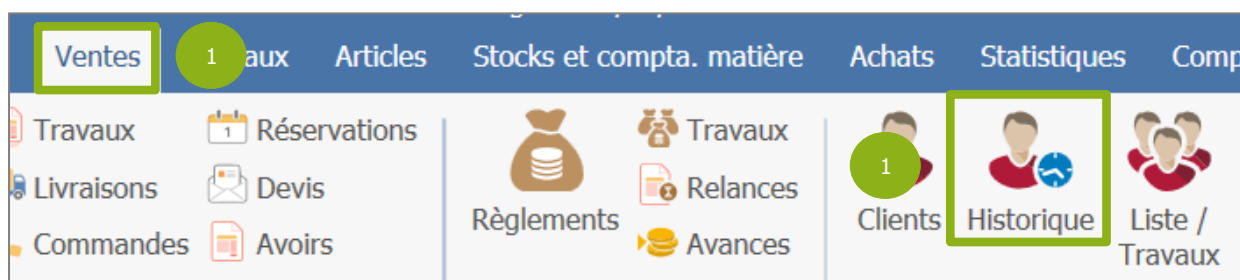 Ventes 1 aux Articles Stocks et compta. matière Achats Statistiques Comp
Travaux Réservations Travaux
1 1
Livraisons Devis Relances
Règlements Clients Historique Liste /
Commandes Avoirs Avances Travaux